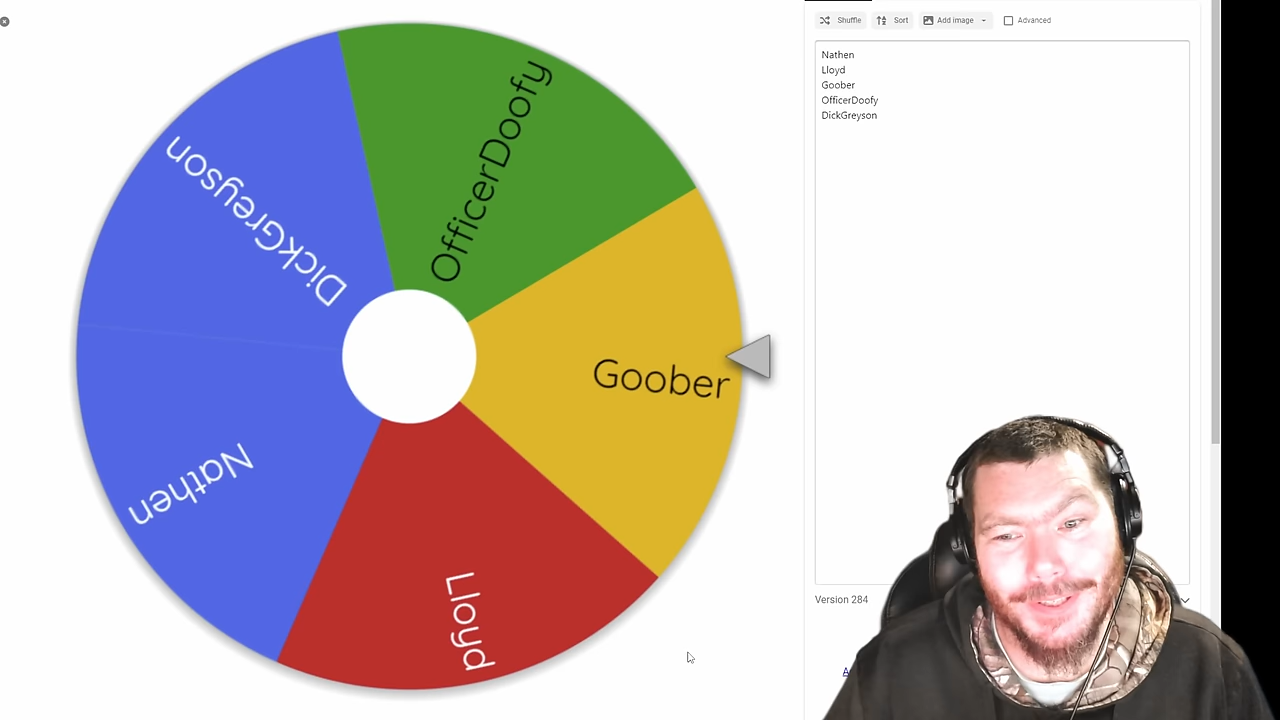 Shuffle Sort Add image Advanced
Nathen
Lloyd
Goober
OfficerDoofy
DickGreyson
OfficerDoofy
DickGreyson
Goober
Nathen
Lloyd
Version 284
A